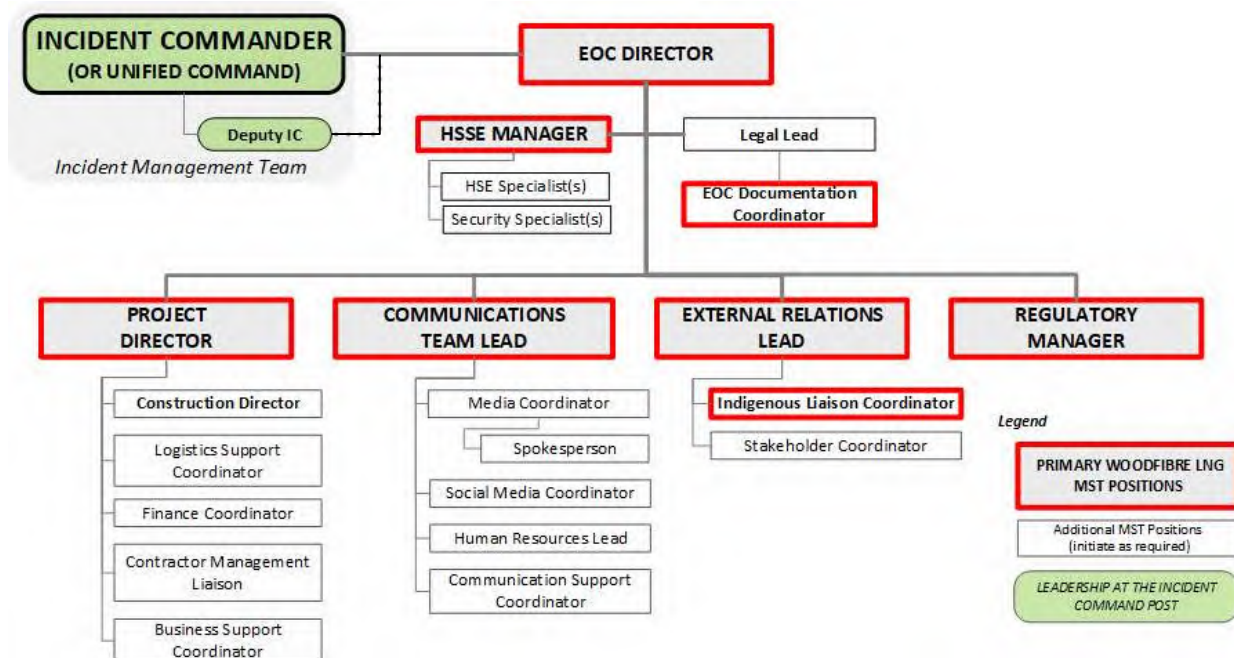 INCIDENT COMMANDER
(OR UNIFIED COMMAND)
EOC DIRECTOR
Deputy IC
Incident Management Team
HSSE MANAGER
Legal Lead
HSE Specialist(s)
Security Specialist(s)
EOC Documentation
Coordinator
PROJECT
DIRECTOR
COMMUNICATIONS
TEAM LEAD
EXTERNAL RELATIONS
LEAD
REGULATORY
MANAGER
Construction Director
Logistics Support
Coordinator
Finance Coordinator
Contractor Management
Liaison
Business Support
Coordinator
Media Coordinator
Spokesperson
Social Media Coordinator
Human Resources Lead
Communication Support
Coordinator
Indigenous Liaison Coordinator
Stakeholder Coordinator
Legend
PRIMARY WOODFIBRE LNG
MST POSITIONS
Additional MST Positions
(initiate as required)
LEADERSHIP AT THE INCIDENT
COMMAND POST